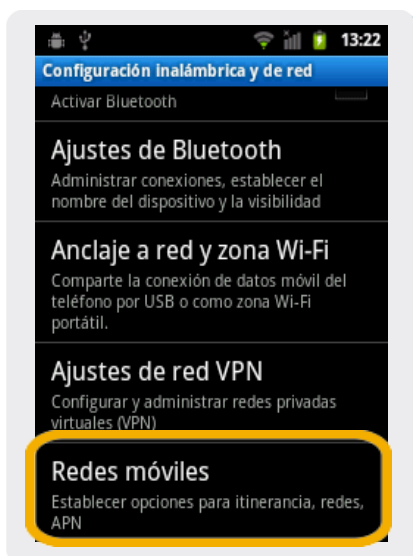 13:22
Configuración inalámbrica y de red
Activar Bluetooth
Ajustes de Bluetooth
Administrar conexiones, establecer el
nombre del dispositivo y la visibilidad
Anclaje a red y zona Wi-Fi
Comparte la conexión de datos móvil del
teléfono por USB o como zona Wi-Fi
portátil.
Ajustes de red VPN
Configurar y administrar redes privadas
virtuales (VPN)
Redes móviles
Establecer opciones para itinerancia, redes,
APN